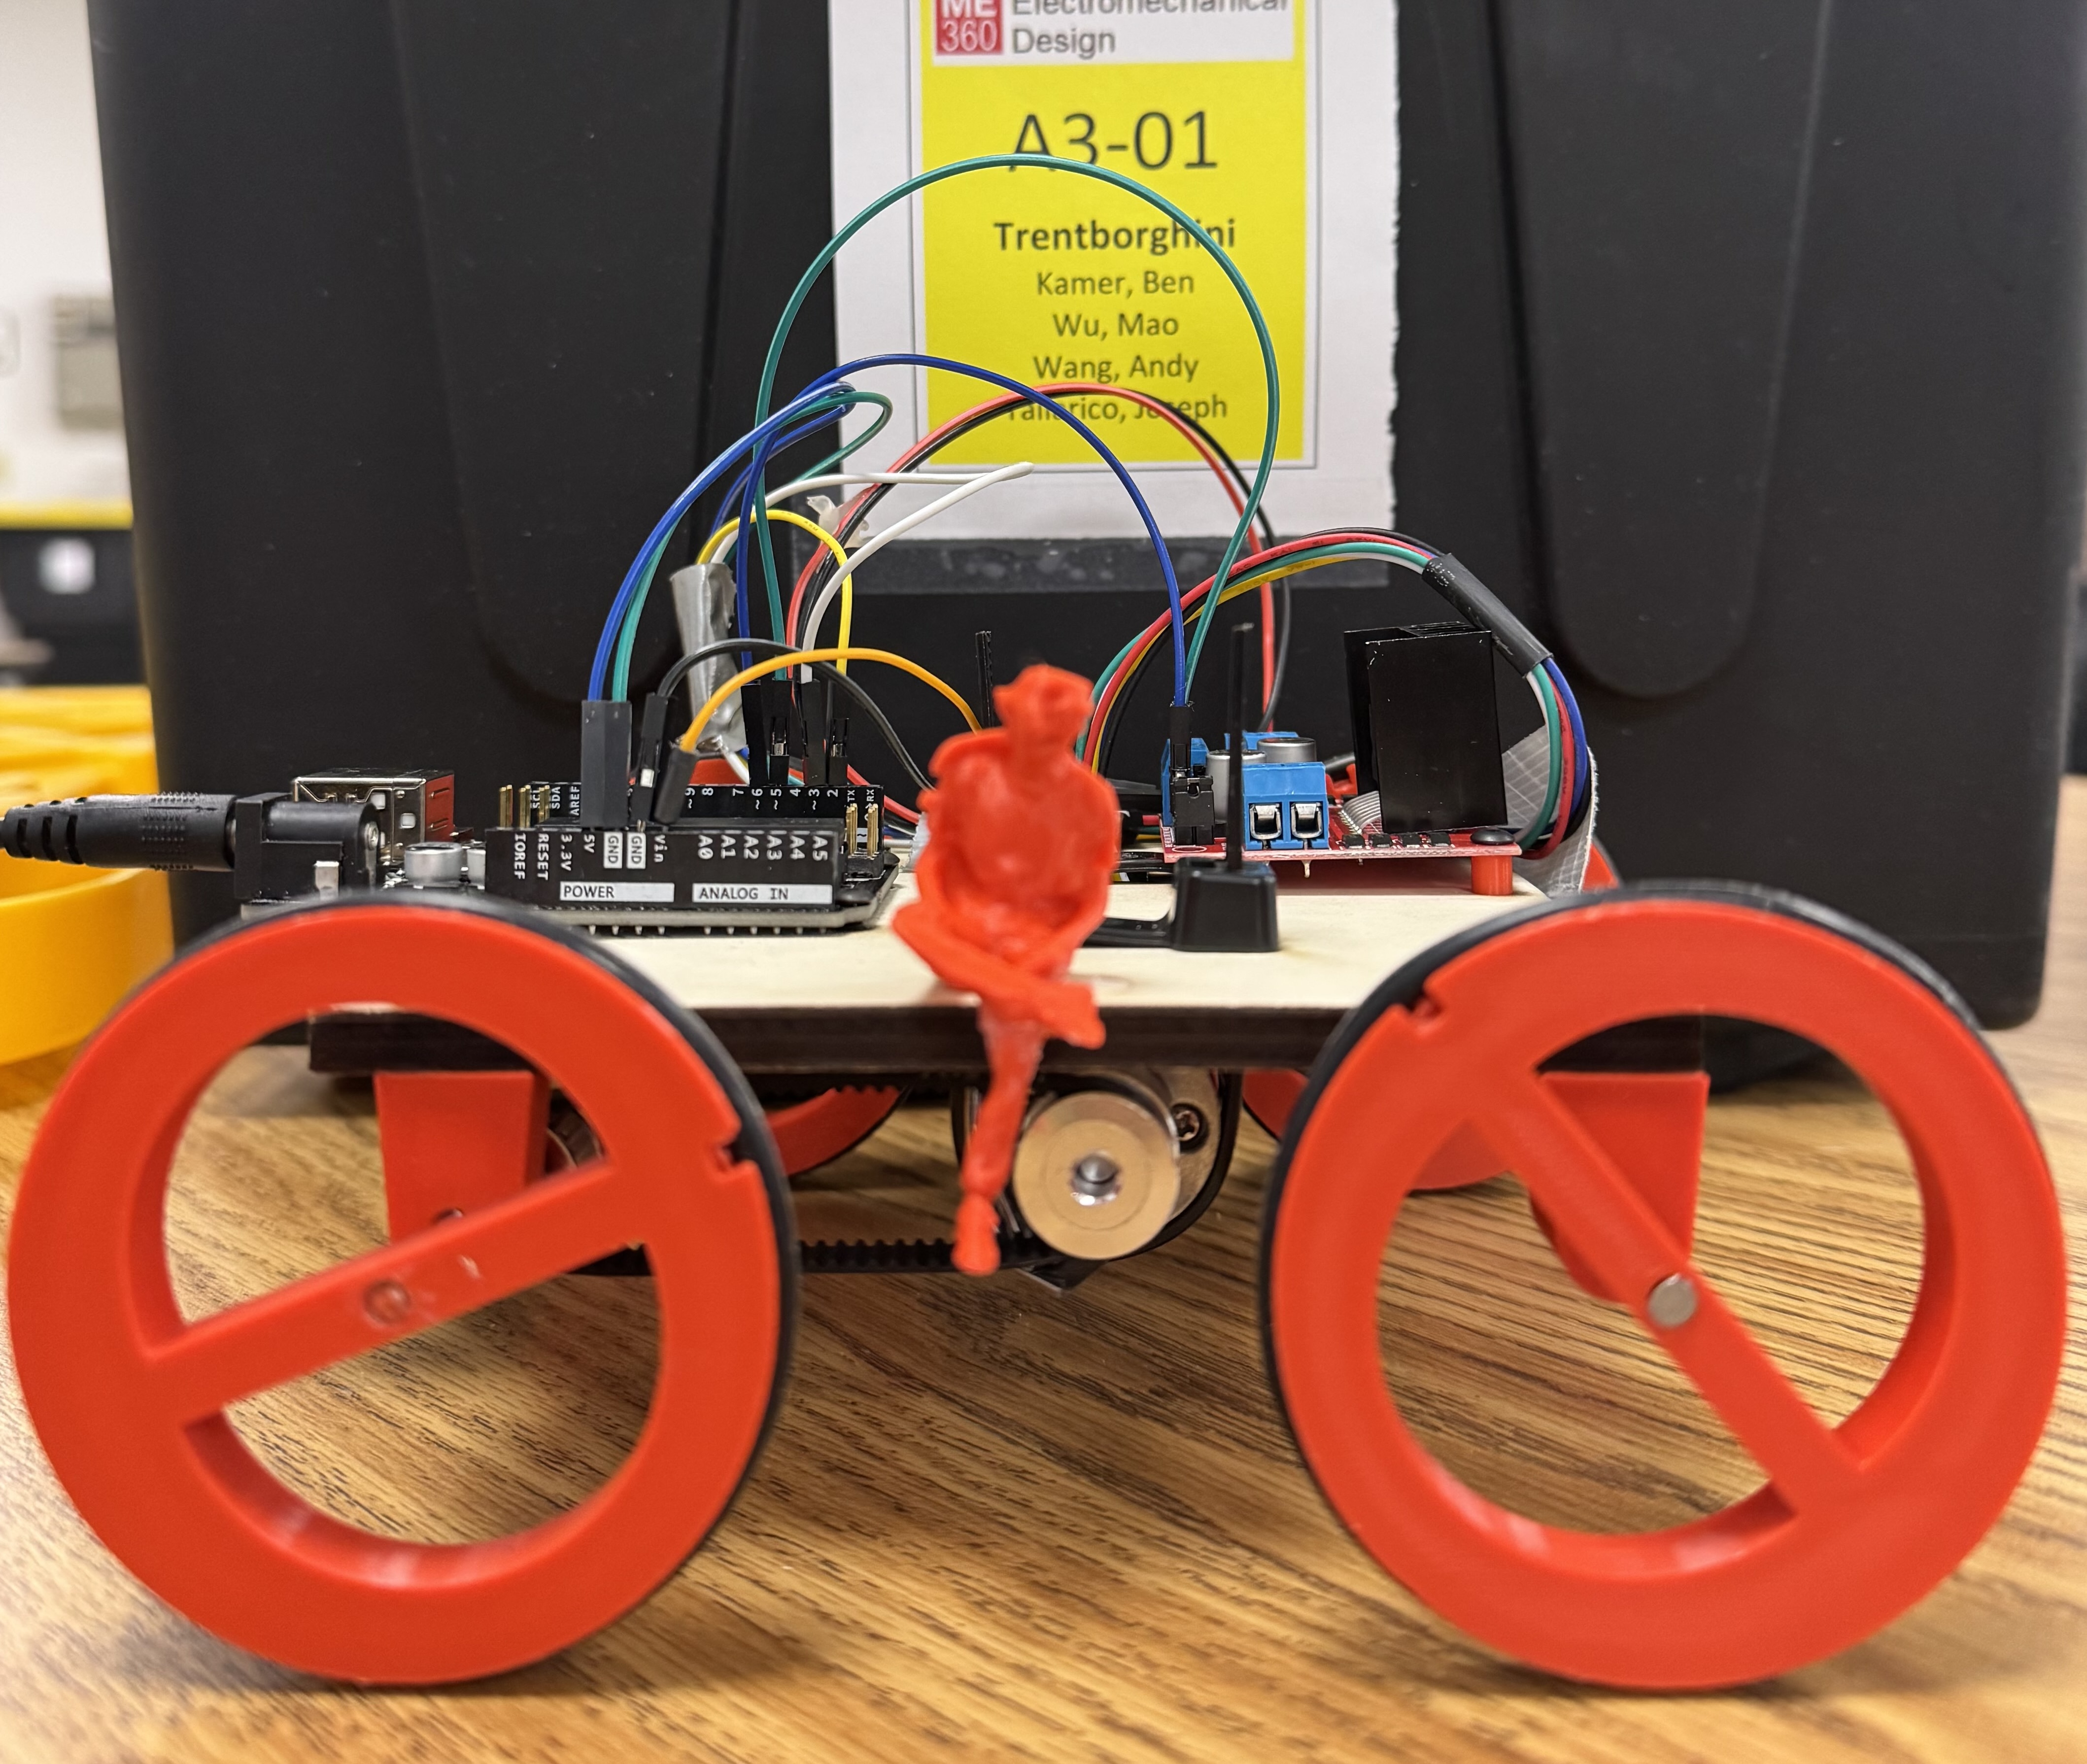 ME Electromechanical
360 Design
A3-01
Trentborghini
Kamer, Ben
Wu, Mao
Wang, Andy
Tallarico, Joseph
SCL
SDA
AREF
~9
8
7
~6
~5
4
~3
2
TX
RX
IOREF
RESET
3.3V
5V
GND
GND
Vin
A0
A1
A2
A3
A4
A5
POWER
ANALOG IN